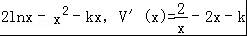 2lnx− x²−kx, V′ (x)=2/x−2x−k